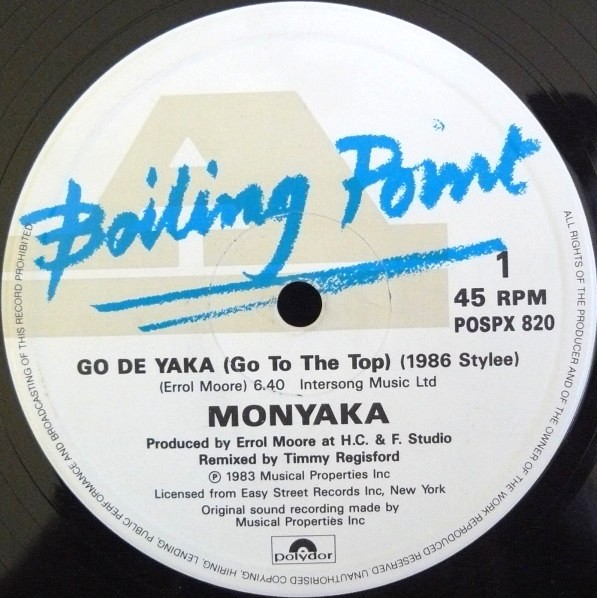 Boiling Point
1
45 RPM
POSPX 820
GO DE YAKA (Go To The Top) (1986 Stylee)
(Errol Moore) 6.40 Intersong Music Ltd
MONYAKA
Produced by Errol Moore at H.C. & F. Studio
Remixed by Timmy Regisford
℗ 1983 Musical Properties Inc
Licensed from Easy Street Records Inc, New York
Original sound recording made by
Musical Properties Inc
polydor
ALL RIGHTS OF THE PRODUCER AND OF THE OWNER OF THE WORK REPRODUCED RESERVED. UNAUTHORISED COPYING, HIRING, LENDING, PUBLIC PERFORMANCE AND BROADCASTING OF THIS RECORD PROHIBITED